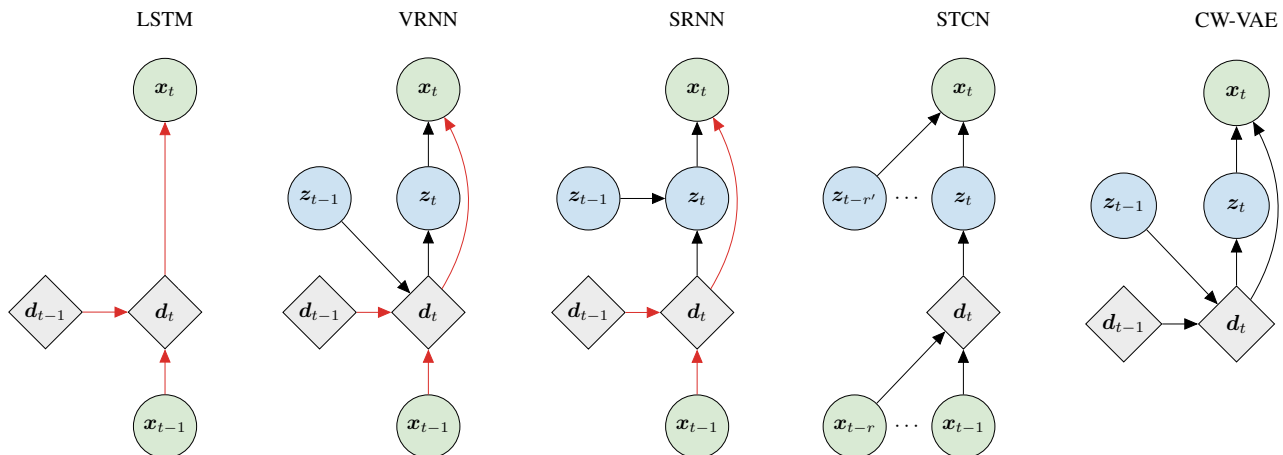 LSTM VRNN SRNN STCN CW-VAE
x_t x_t x_t x_t x_t
z_{t−1} z_t z_{t−1} z_t z_{t−r′} ··· z_t z_{t−1} z_t
d_{t−1} d_t d_{t−1} d_t d_{t−1} d_t d_t d_{t−1} d_t
x_{t−1} x_{t−1} x_{t−1} x_{t−r} ··· x_{t−1}